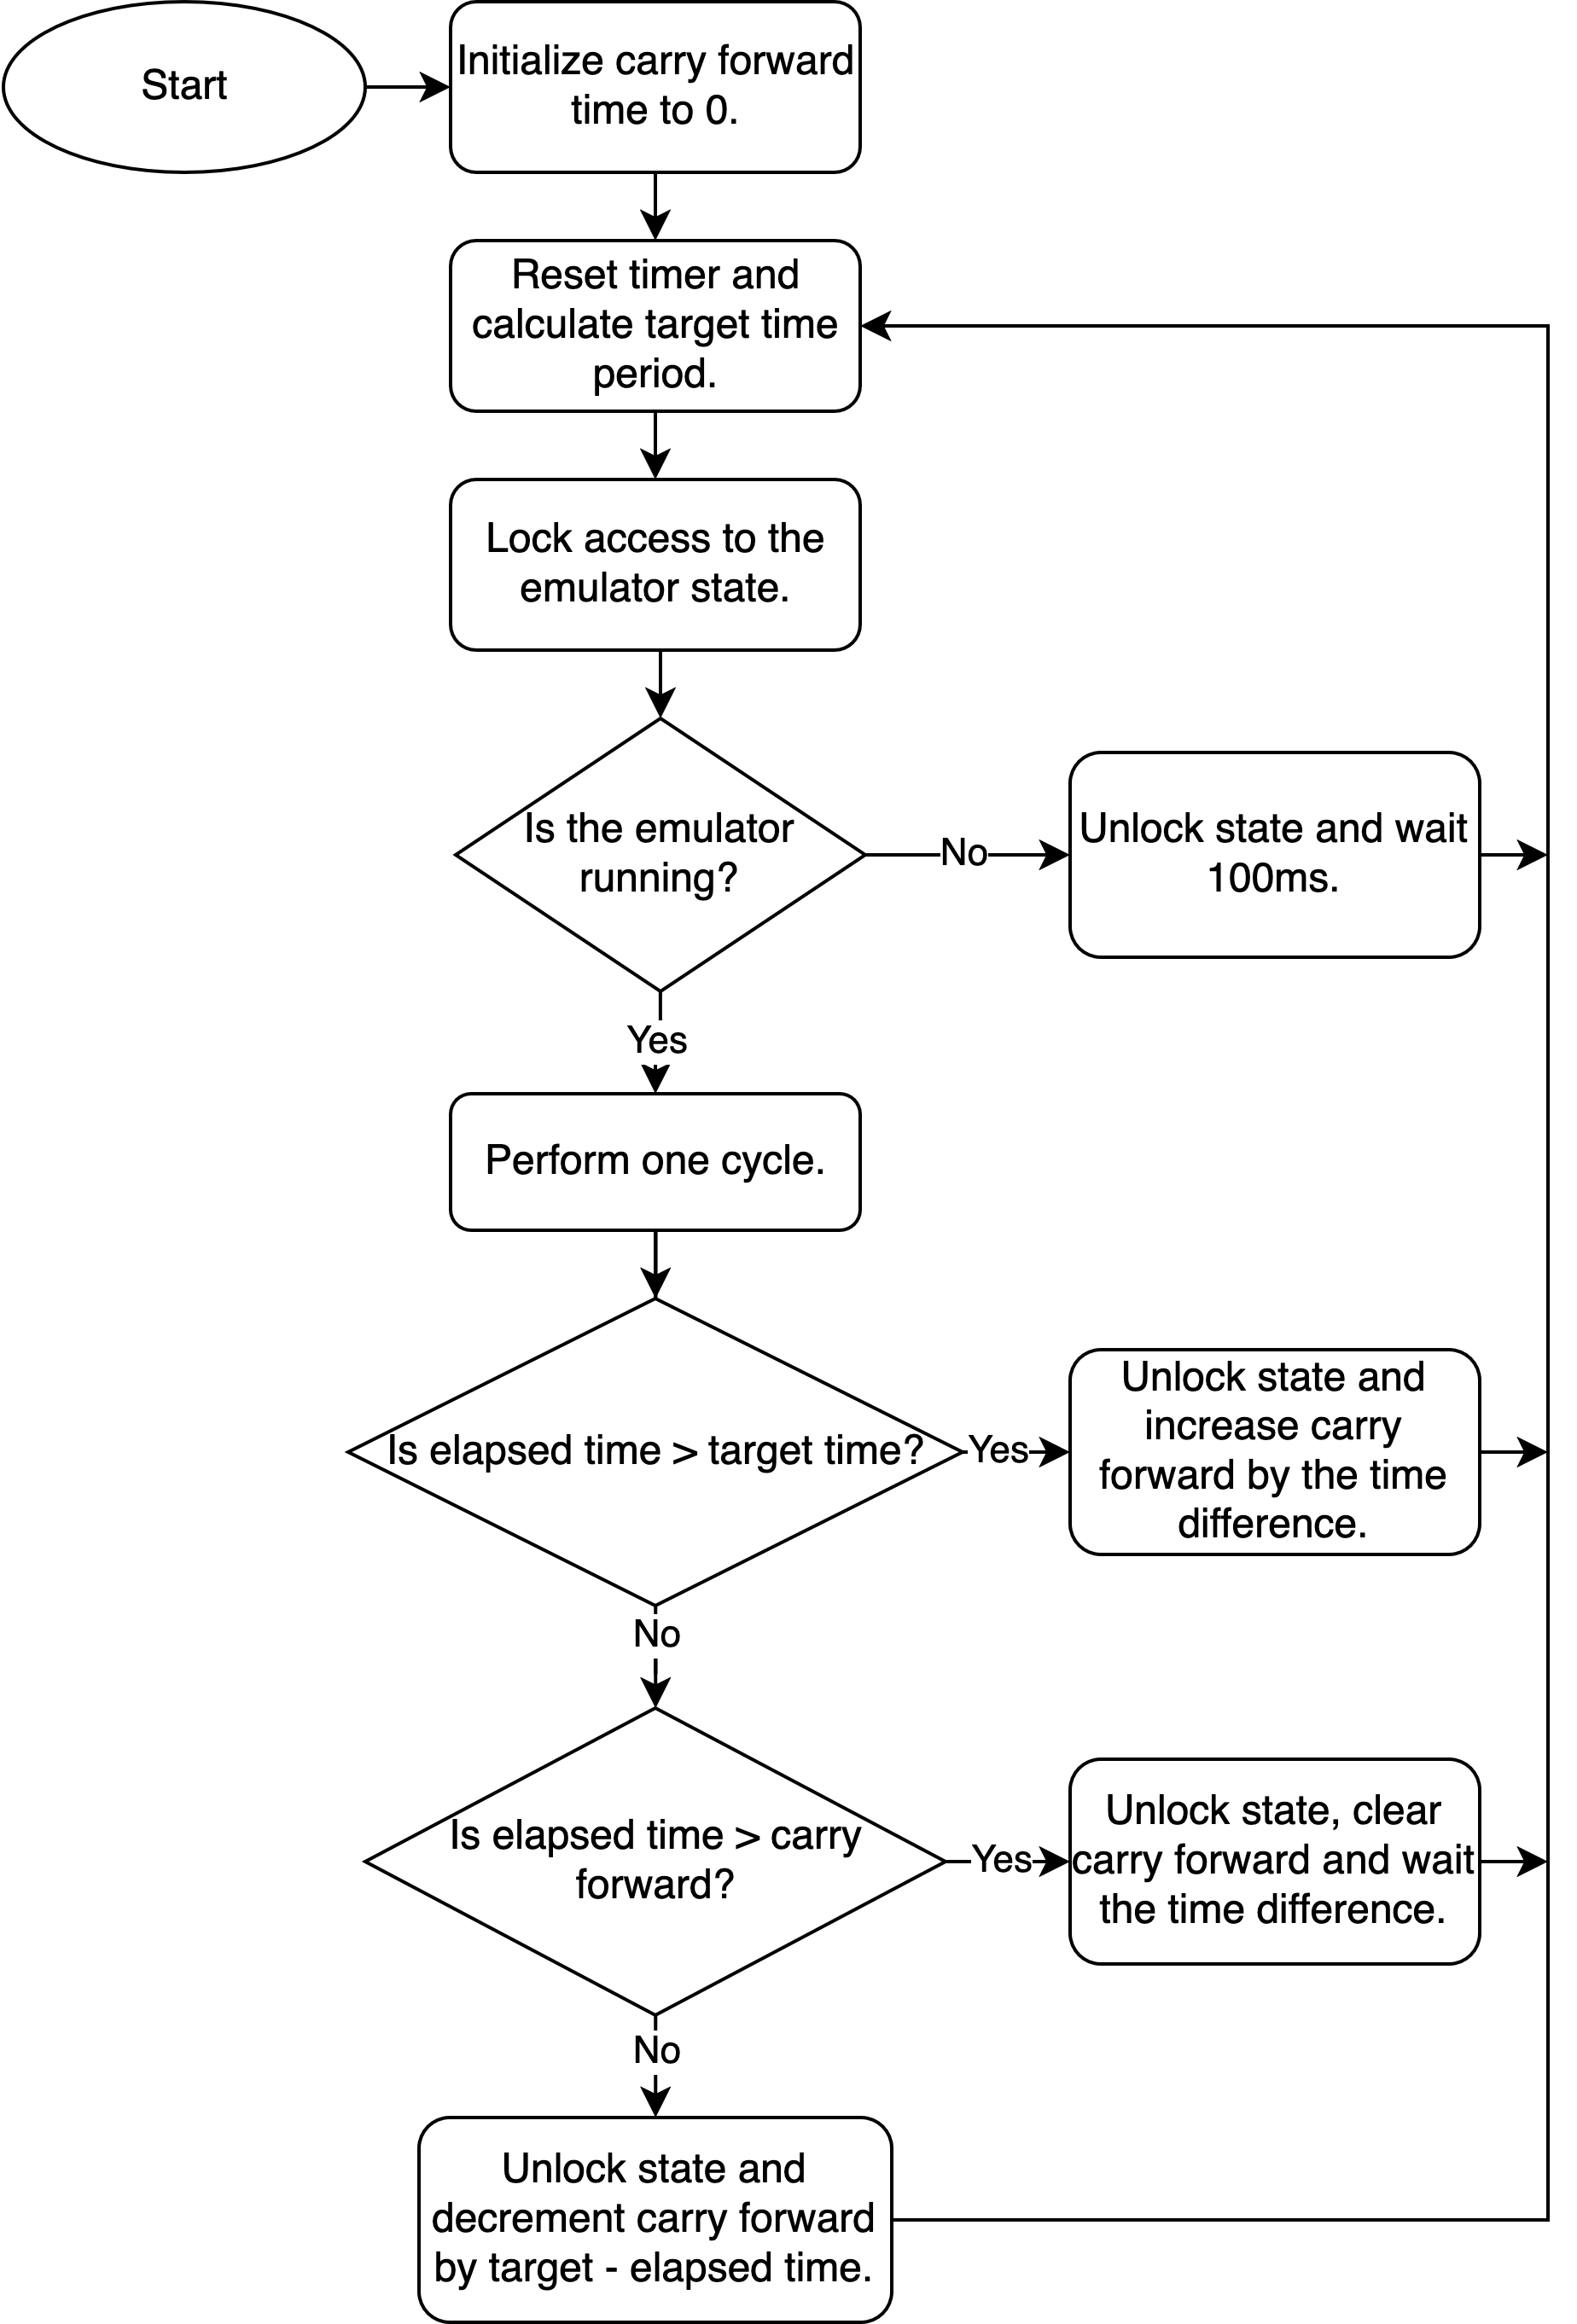 Start
Initialize carry forward
time to 0.
Reset timer and
calculate target time
period.
Lock access to the
emulator state.
Is the emulator
running?
No
Unlock state and wait
100ms.
Yes
Perform one cycle.
Is elapsed time > target time?
Yes
Unlock state and
increase carry
forward by the time
difference.
No
Is elapsed time > carry
forward?
Yes
Unlock state, clear
carry forward and wait
the time difference.
No
Unlock state and
decrement carry forward
by target - elapsed time.